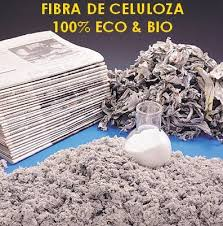 FIBRA DE CELULOZA
100% ECO & BIO